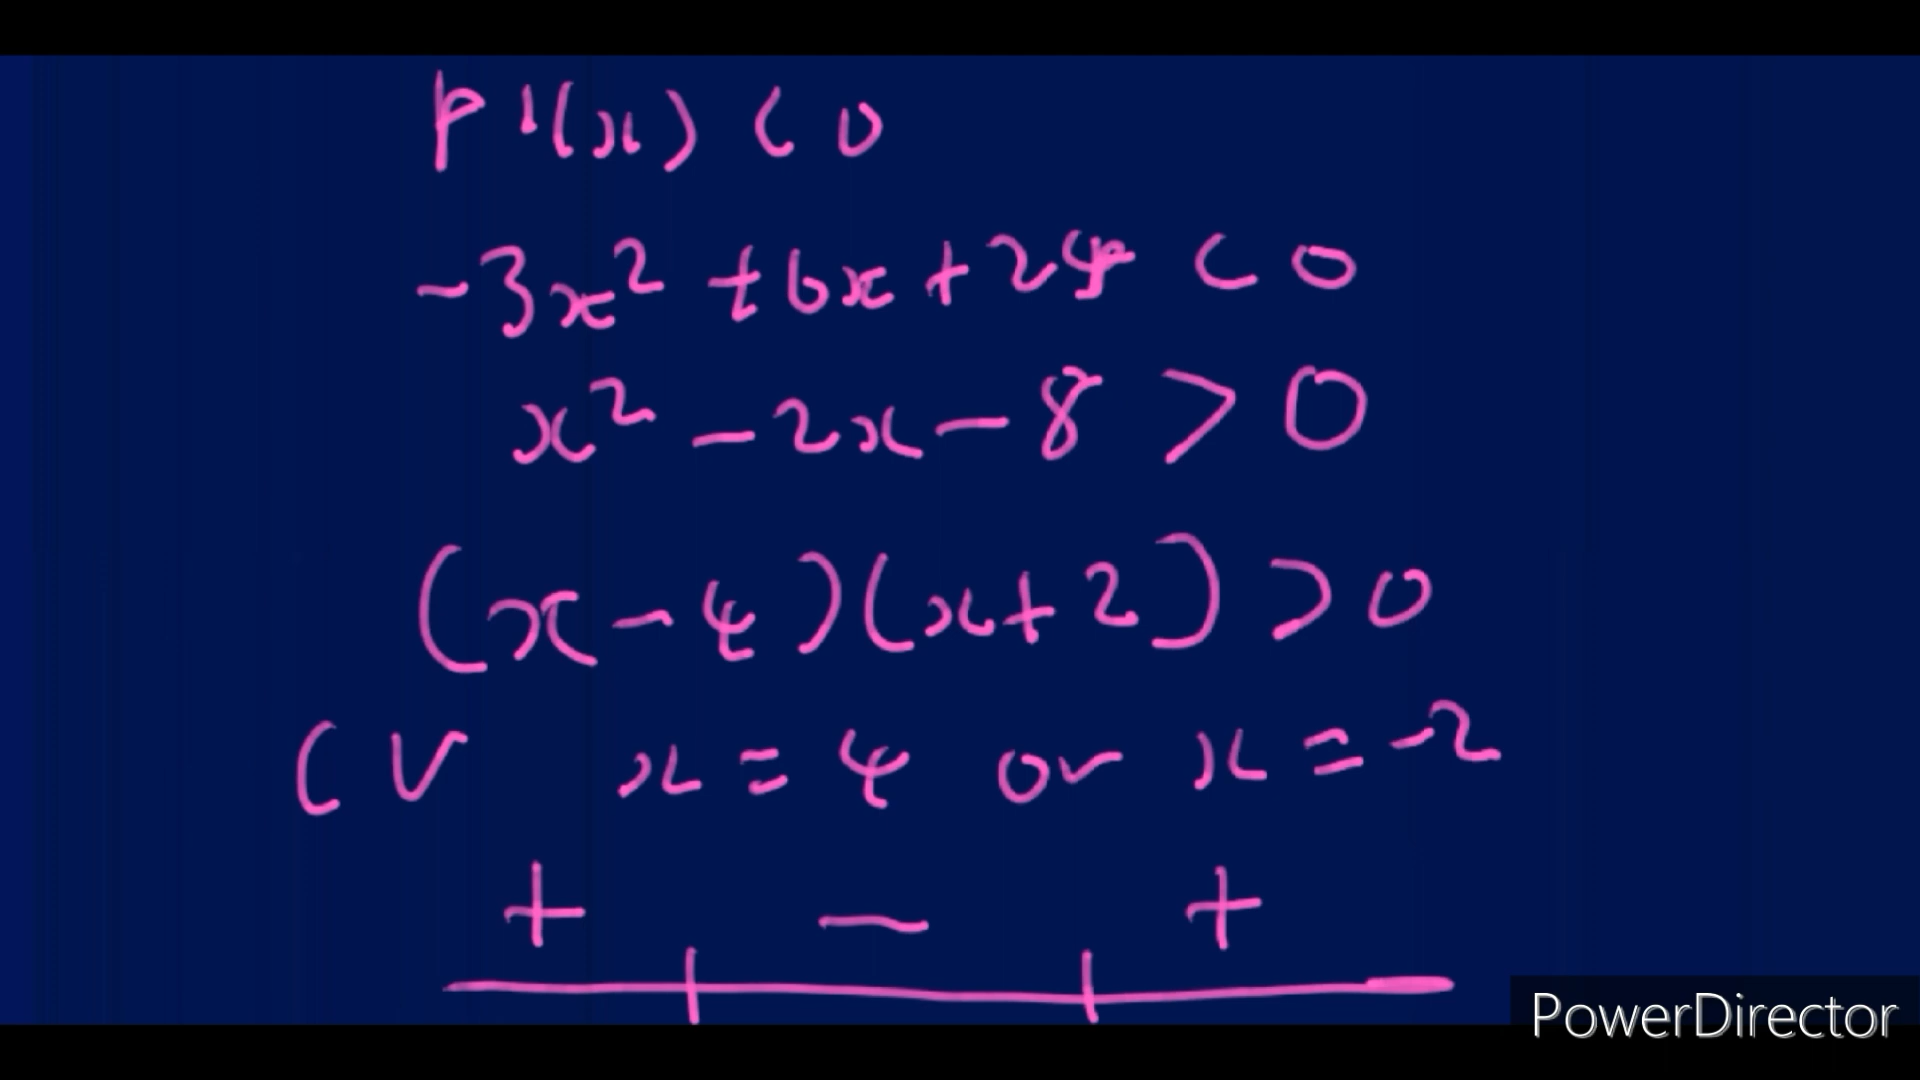 P'(x) < 0
-3x² + 6x + 24 < 0
x² - 2x - 8 > 0
(x - 4)(x + 2) > 0
CV x = 4 or x = -2
+ - +
PowerDirector